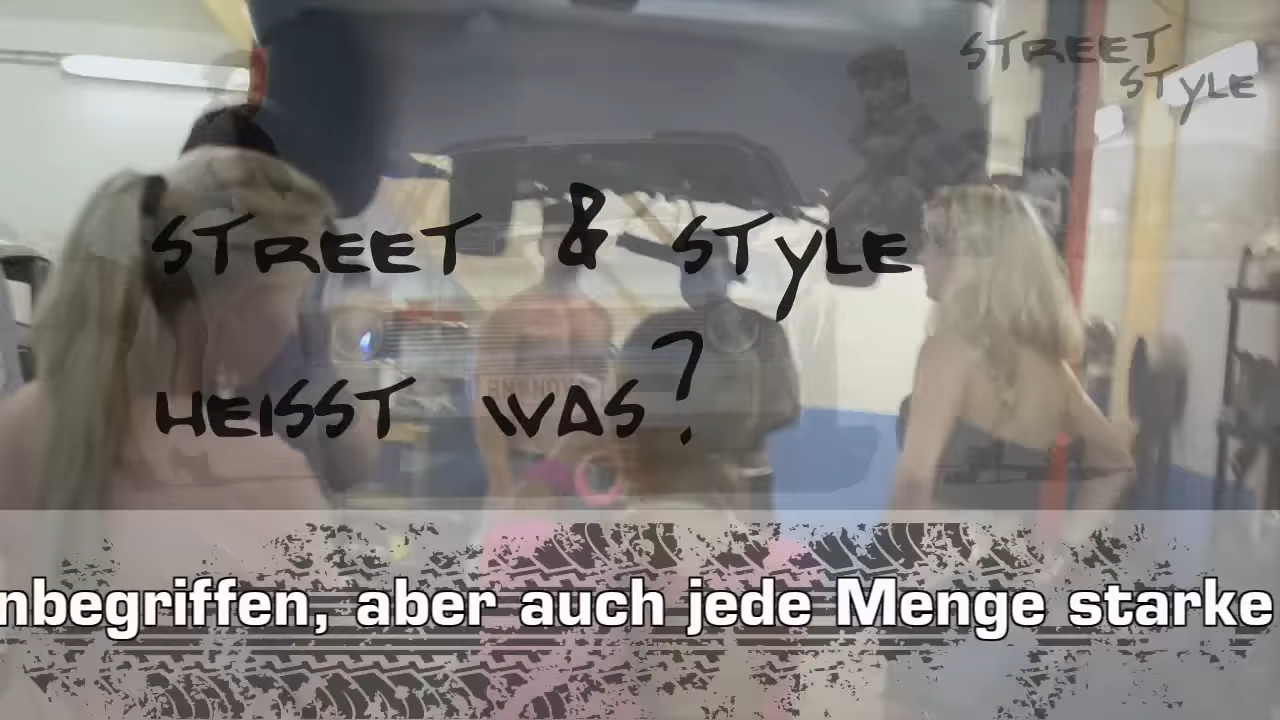 STREET
STYLE
STREET & STYLE
HEISST WAS?
nbegriffen, aber auch jede Menge starke